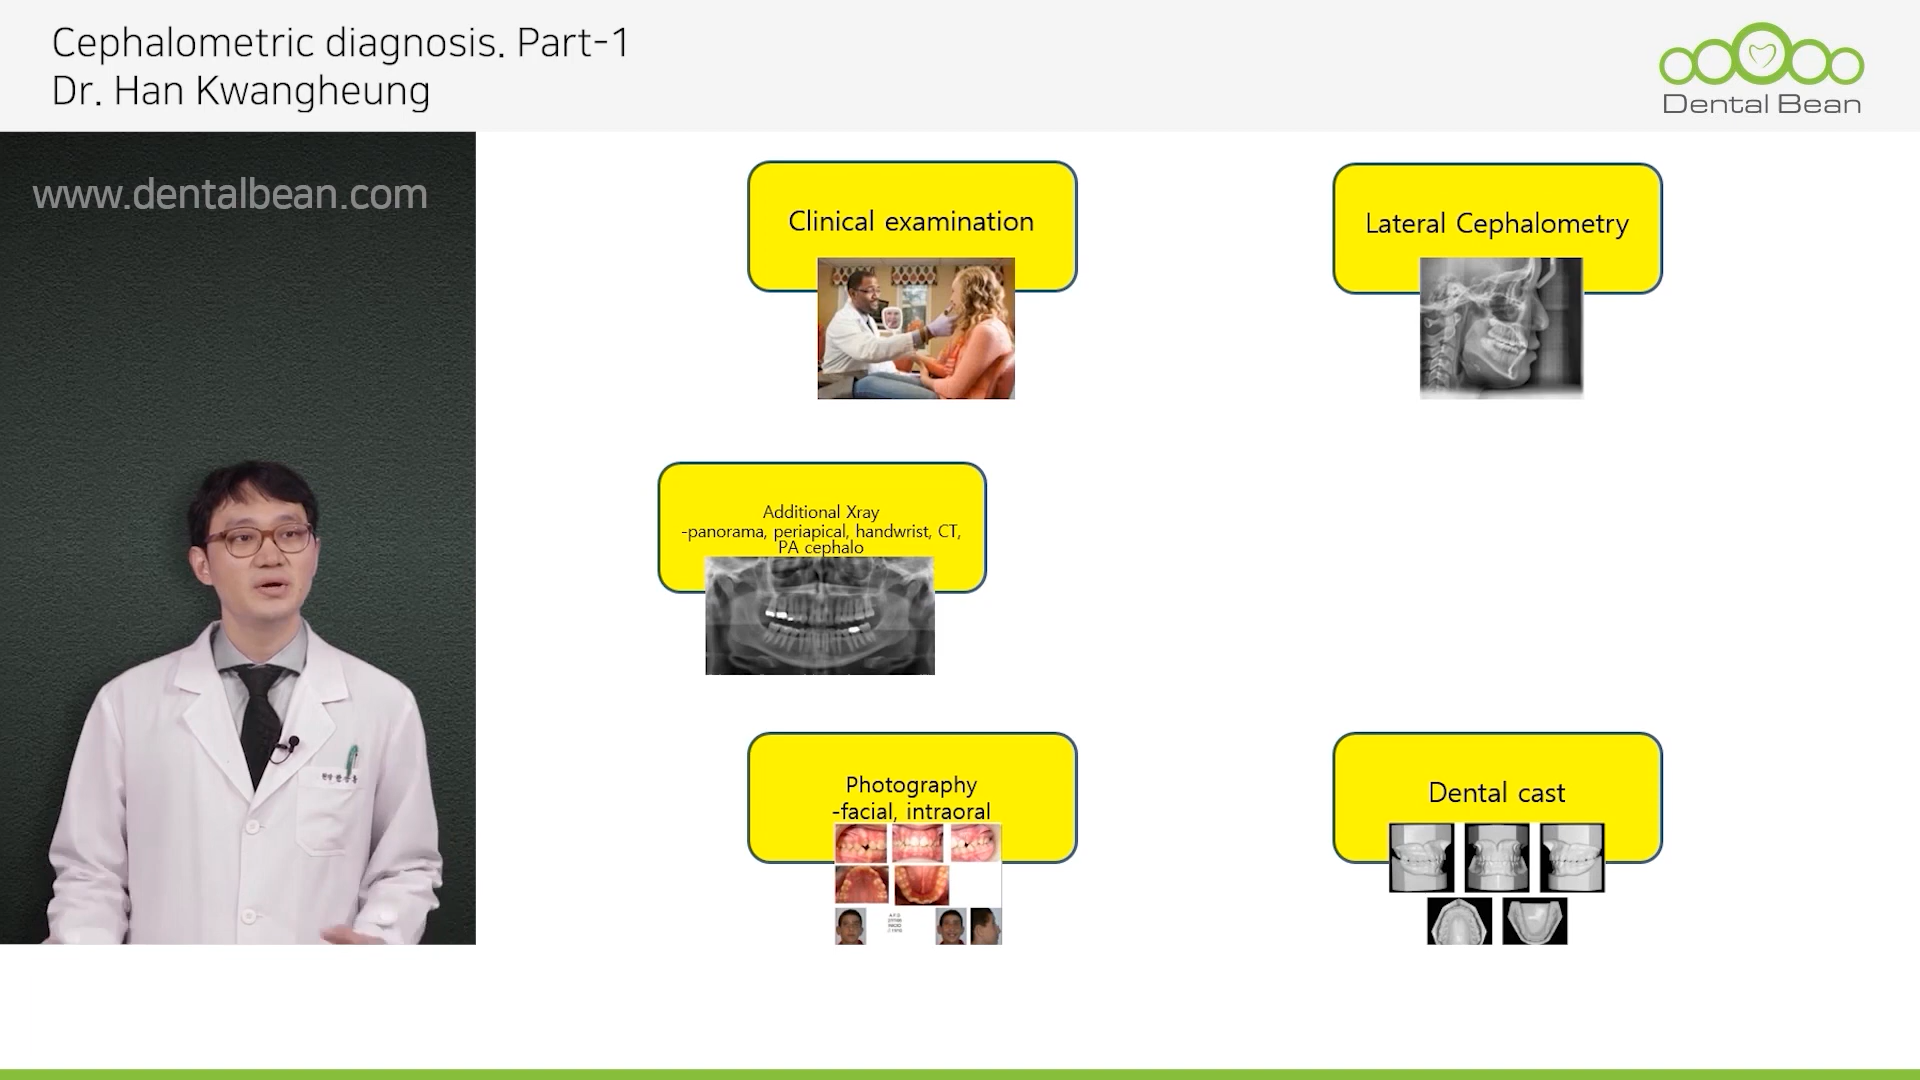 Cephalometric diagnosis. Part-1
Dr. Han Kwangheung
Dental Bean
www.dentalbean.com
Clinical examination
Lateral Cephalometry
Additional Xray
-panorama, periapical, handwrist, CT,
PA cephalo
Photography
-facial, intraoral
Dental cast